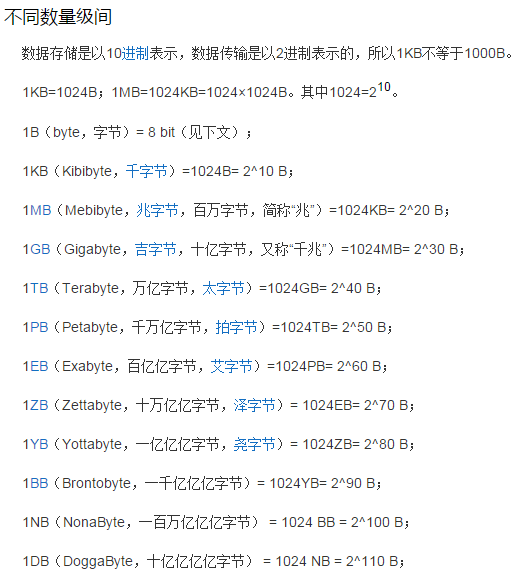 不同数量级间
数据存储是以10进制表示，数据传输是以2进制表示的，所以1KB不等于1000B。
1KB=1024B；1MB=1024KB=1024×1024B。其中1024=2^10。
1B（byte，字节）= 8 bit（见下文）；
1KB（Kibibyte，千字节）=1024B= 2^10 B；
1MB（Mebibyte，兆字节，百万字节，简称“兆”）=1024KB= 2^20 B；
1GB（Gigabyte，吉字节，十亿字节，又称“千兆”）=1024MB= 2^30 B；
1TB（Terabyte，万亿字节，太字节）=1024GB= 2^40 B；
1PB（Petabyte，千万亿字节，拍字节）=1024TB= 2^50 B；
1EB（Exabyte，百亿亿字节，艾字节）=1024PB= 2^60 B；
1ZB（Zettabyte，十万亿亿字节，泽字节）= 1024EB= 2^70 B；
1YB（Yottabyte，一亿亿亿字节，尧字节）= 1024ZB= 2^80 B；
1BB（Brontobyte，一千亿亿亿字节）= 1024YB= 2^90 B；
1NB（NonaByte，一百万亿亿亿字节） = 1024 BB = 2^100 B；
1DB（DoggaByte，十亿亿亿亿字节） = 1024 NB = 2^110 B；